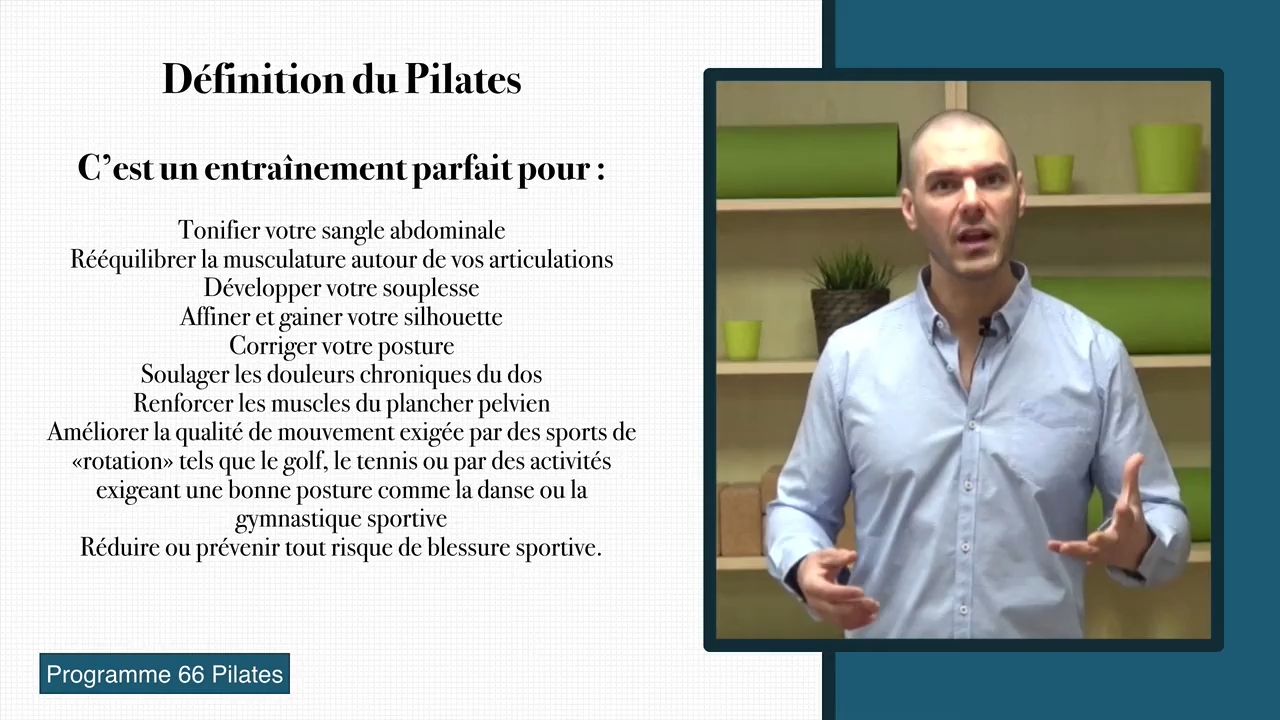 Définition du Pilates
C’est un entraînement parfait pour :
Tonifier votre sangle abdominale
Rééquilibrer la musculature autour de vos articulations
Développer votre souplesse
Affiner et gainer votre silhouette
Corriger votre posture
Soulager les douleurs chroniques du dos
Renforcer les muscles du plancher pelvien
Améliorer la qualité de mouvement exigée par des sports de
«rotation» tels que le golf, le tennis ou par des activités
exigeant une bonne posture comme la danse ou la
gymnastique sportive
Réduire ou prévenir tout risque de blessure sportive.
Programme 66 Pilates